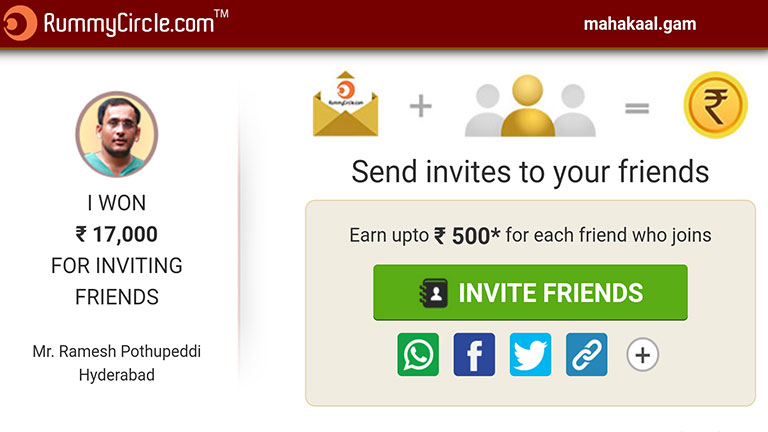 RummyCircle.com™
mahakaal.gam
RummyCircle.com
+
=
₹
I WON
₹ 17,000
FOR INVITING
FRIENDS
Mr. Ramesh Pothupeddi
Hyderabad
Send invites to your friends
Earn upto ₹ 500* for each friend who joins
INVITE FRIENDS
+